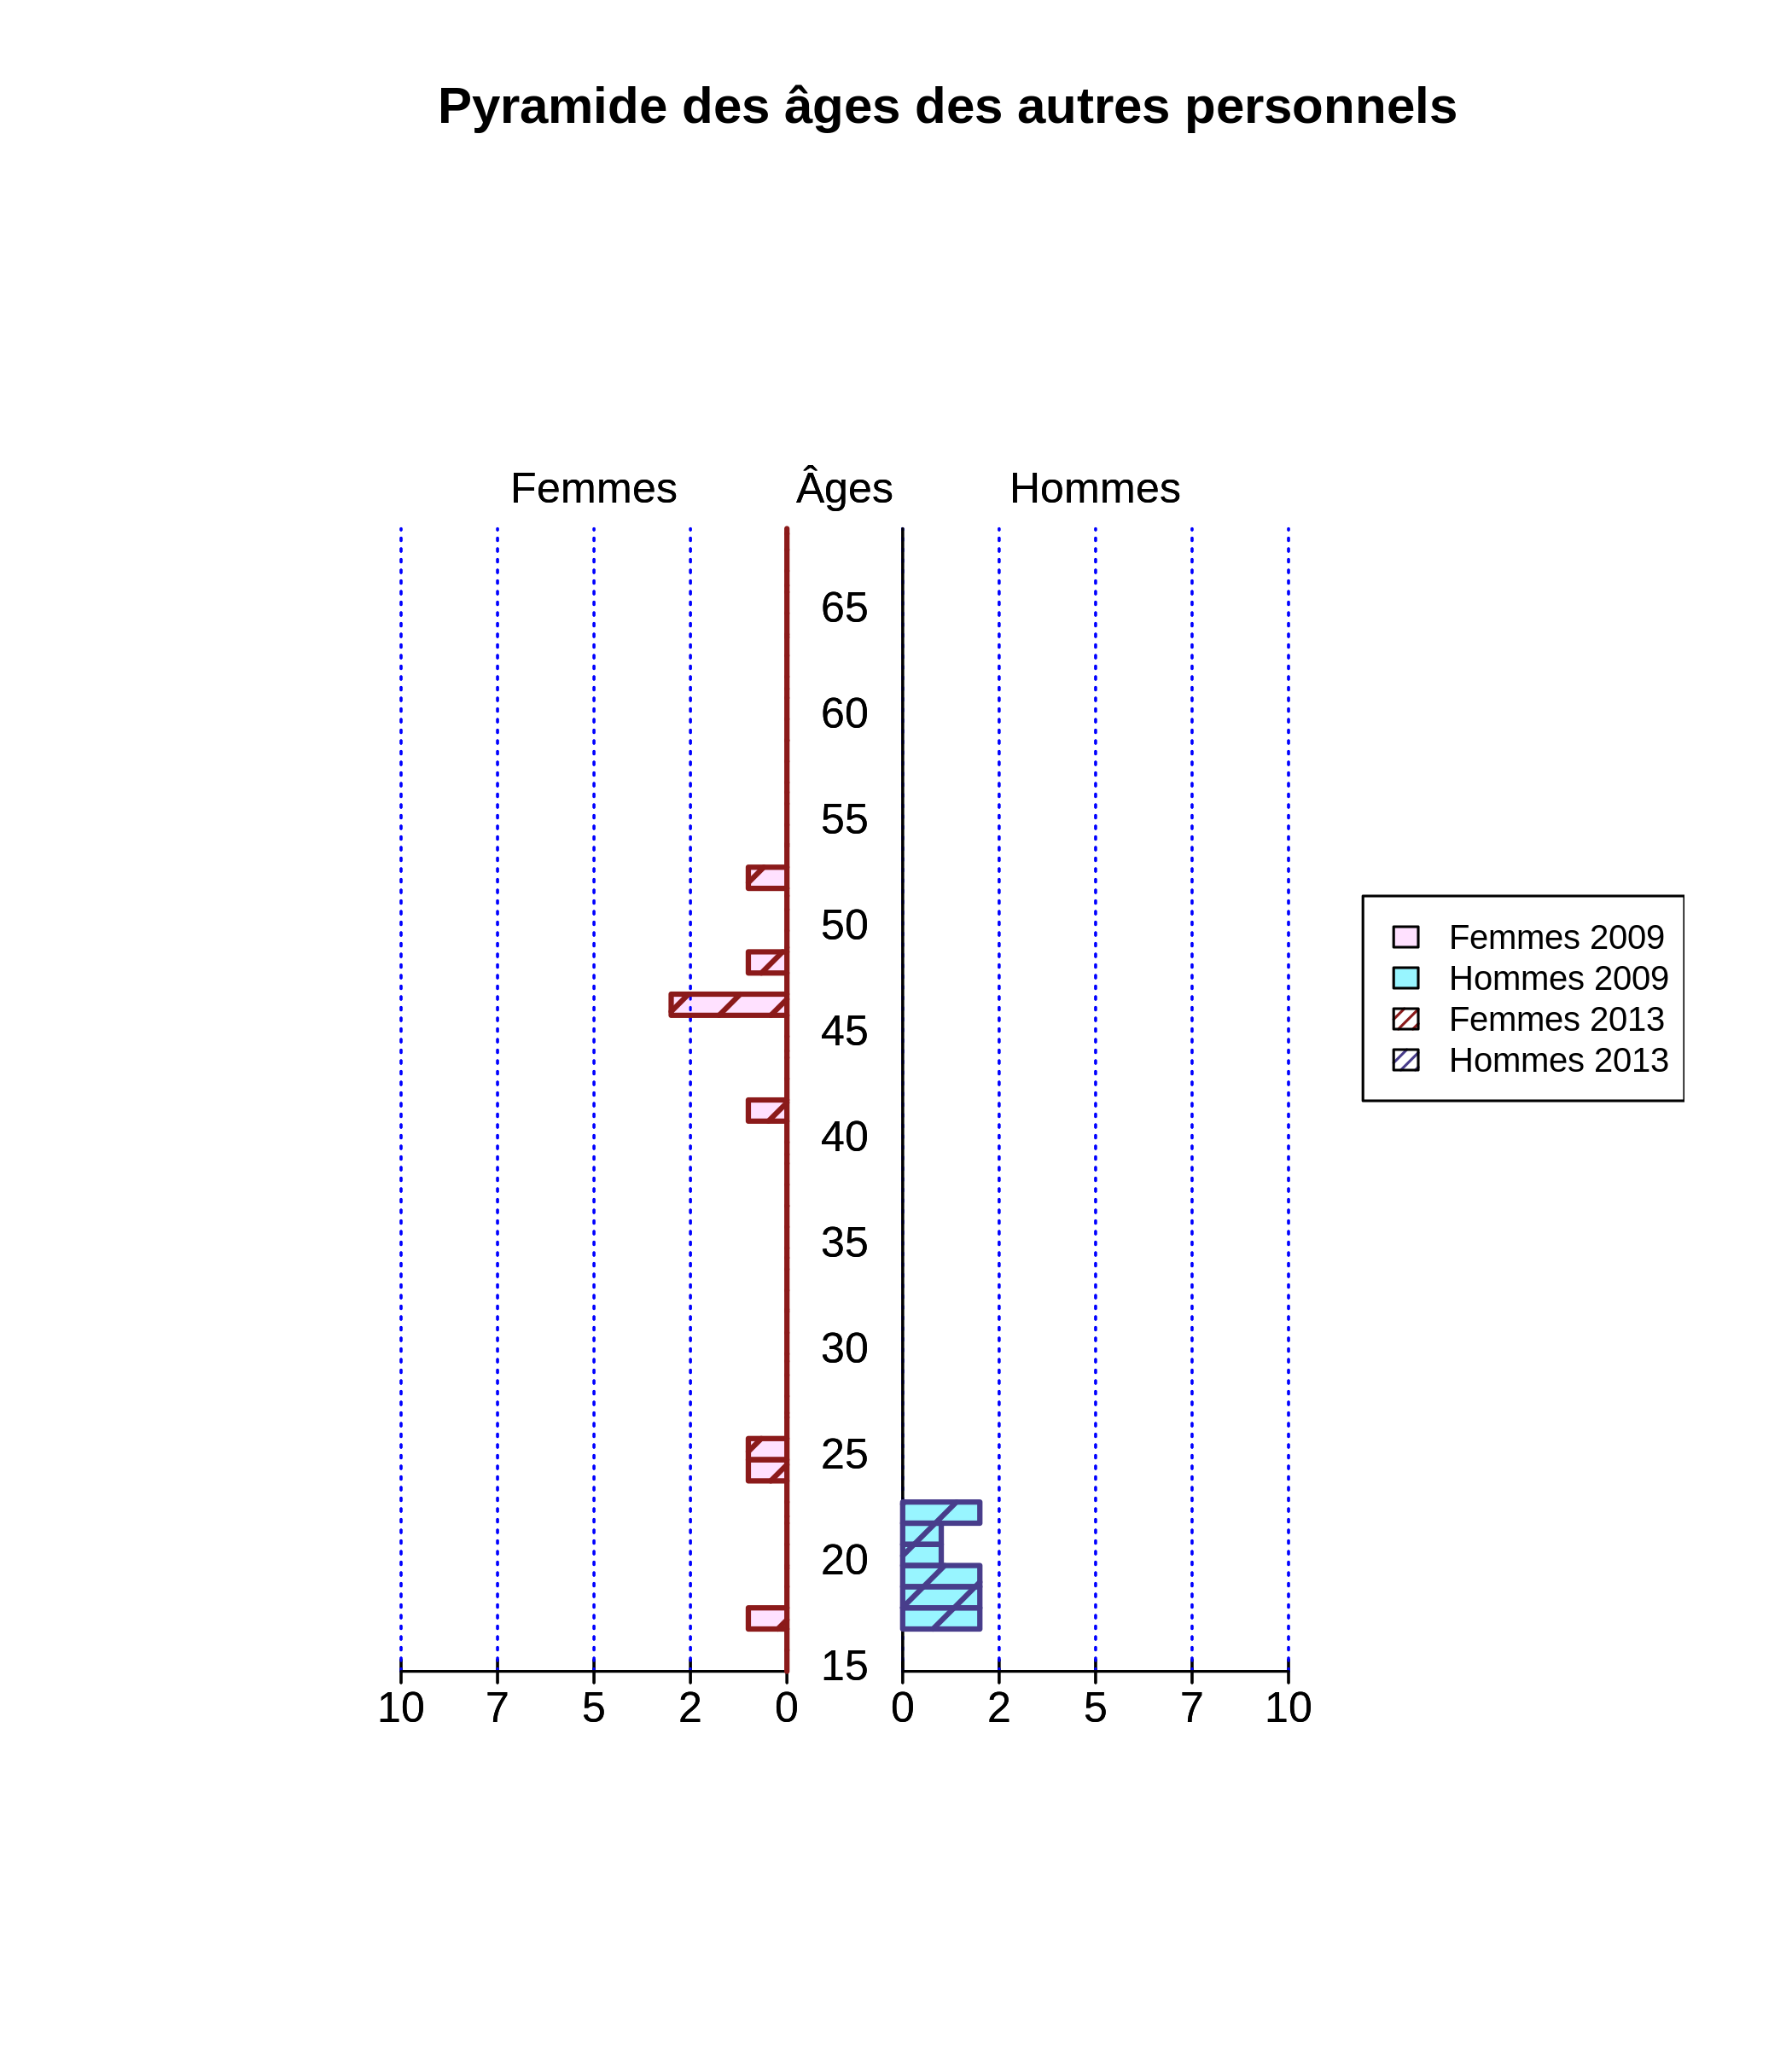 Pyramide des âges des autres personnels
Femmes Âges Hommes
65
60
55
50
45
40
35
30
25
20
15
10 7 5 2 0 0 2 5 7 10
Femmes 2009
Hommes 2009
Femmes 2013
Hommes 2013